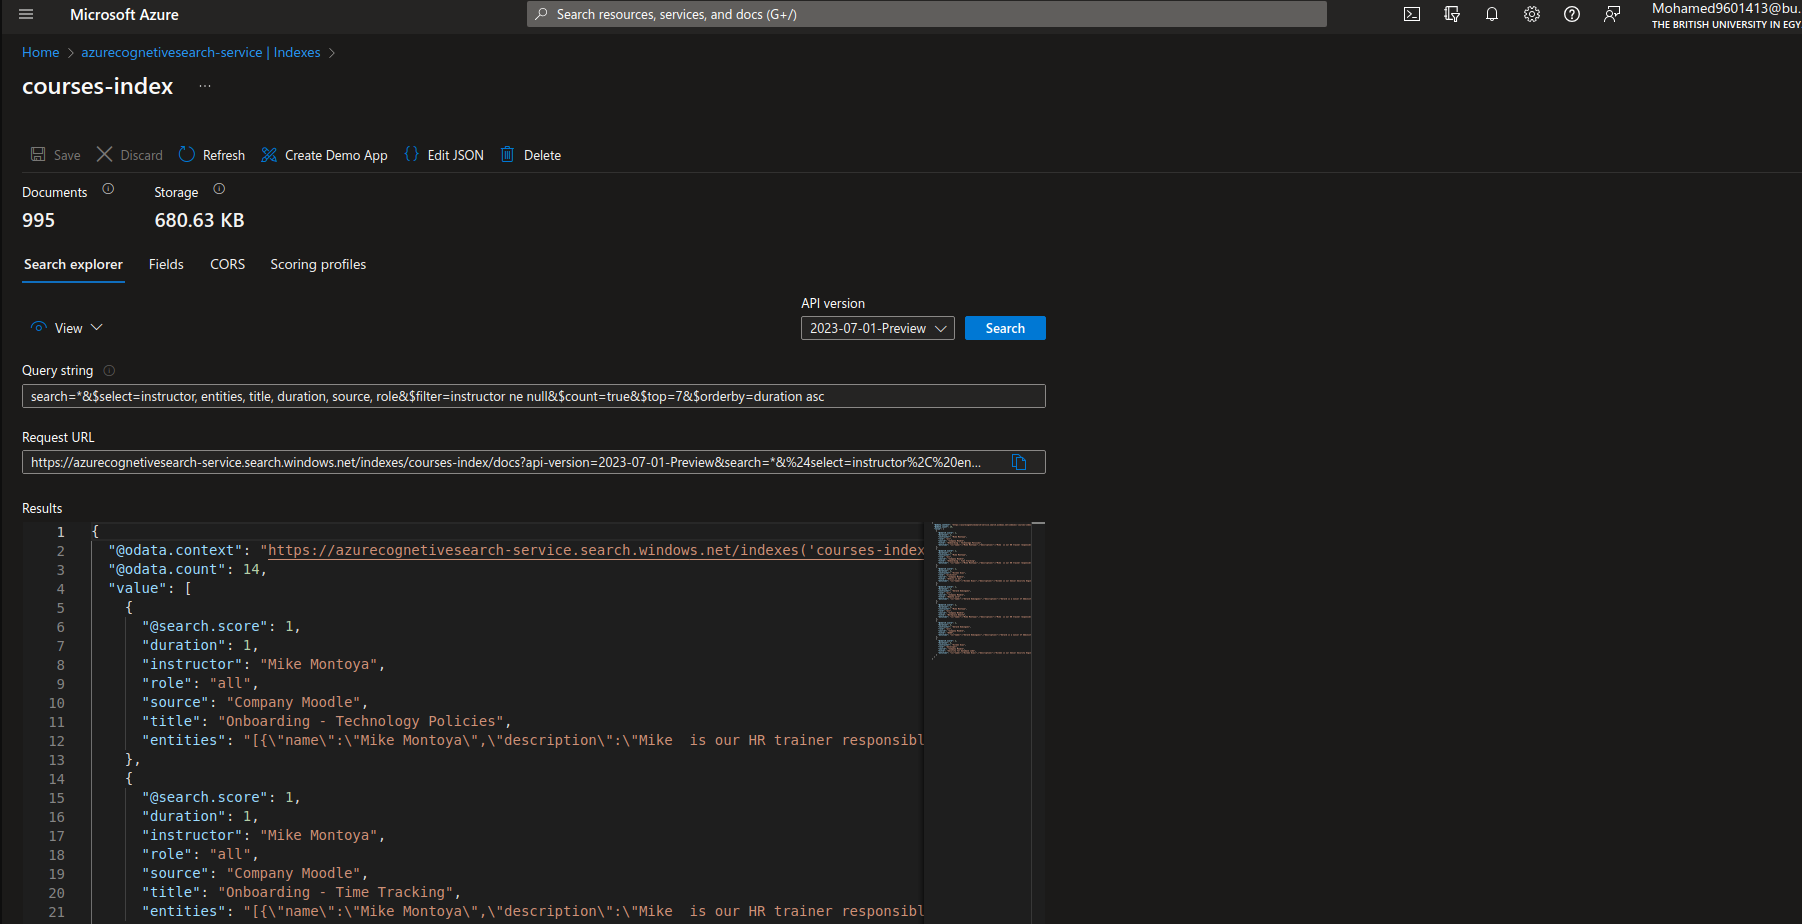 Microsoft Azure
Search resources, services, and docs (G+/)
Mohamed9601413@bu.
THE BRITISH UNIVERSITY IN EGY
Home > azurecognetivesearch-service | Indexes >
courses-index ...
Save Discard Refresh Create Demo App {} Edit JSON Delete
Documents Storage
995 680.63 KB
Search explorer Fields CORS Scoring profiles
API version
View 2023-07-01-Preview Search
Query string
search=*&$select=instructor, entities, title, duration, source, role&$filter=instructor ne null&$count=true&$top=7&$orderby=duration asc
Request URL
https://azurecognetivesearch-service.search.windows.net/indexes/courses-index/docs?api-version=2023-07-01-Preview&search=*&%24select=instructor%2C%20en...
Results
1 {
2 "@odata.context": "https://azurecognetivesearch-service.search.windows.net/indexes('courses-index
3 "@odata.count": 14,
4 "value": [
5 {
6 "@search.score": 1,
7 "duration": 1,
8 "instructor": "Mike Montoya",
9 "role": "all",
10 "source": "Company Moodle",
11 "title": "Onboarding - Technology Policies",
12 "entities": "[{\"name\":\"Mike Montoya\",\"description\":\"Mike  is our HR trainer responsibl
13 },
14 {
15 "@search.score": 1,
16 "duration": 1,
17 "instructor": "Mike Montoya",
18 "role": "all",
19 "source": "Company Moodle",
20 "title": "Onboarding - Time Tracking",
21 "entities": "[{\"name\":\"Mike Montoya\",\"description\":\"Mike  is our HR trainer responsibl